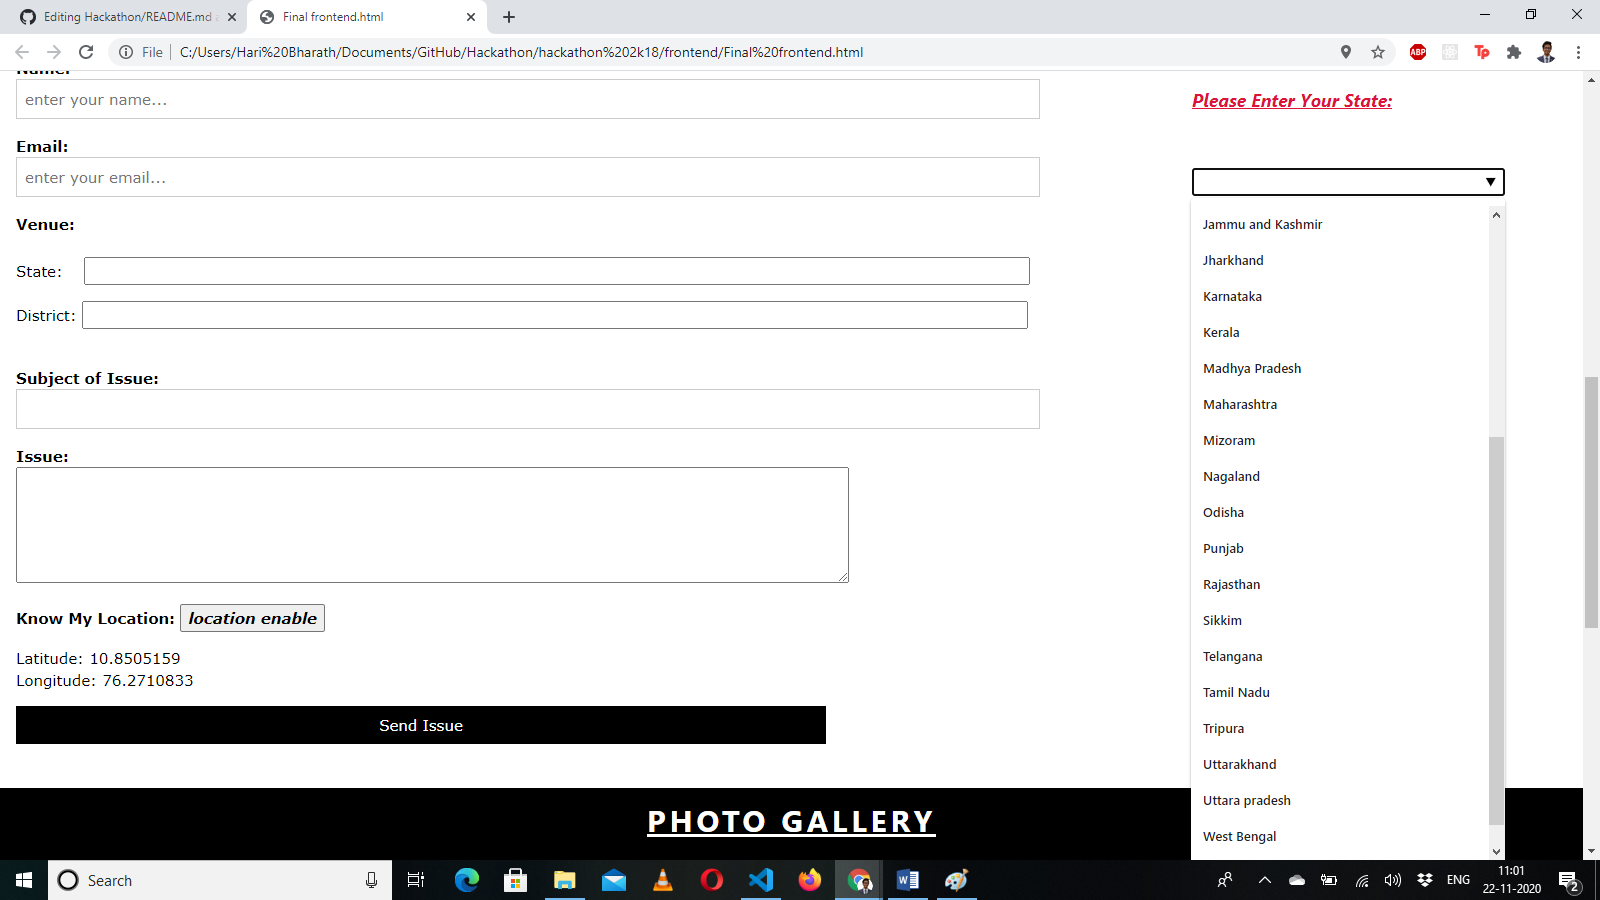 Editing Hackathon/README.md
Final frontend.html
File
C:/Users/Hari%20Bharath/Documents/GitHub/Hackathon/hackathon%202k18/frontend/Final%20frontend.html
ABP
Tp
Name:
enter your name...
Email:
enter your email...
Venue:
State:
District:
Subject of Issue:
Issue:
Know My Location: location enable
Latitude: 10.8505159
Longitude: 76.2710833
Send Issue
Please Enter Your State:
Jammu and Kashmir
Jharkhand
Karnataka
Kerala
Madhya Pradesh
Maharashtra
Mizoram
Nagaland
Odisha
Punjab
Rajasthan
Sikkim
Telangana
Tamil Nadu
Tripura
Uttarakhand
Uttara pradesh
West Bengal
PHOTO GALLERY
Search
ENG
11:01
22-11-2020
2